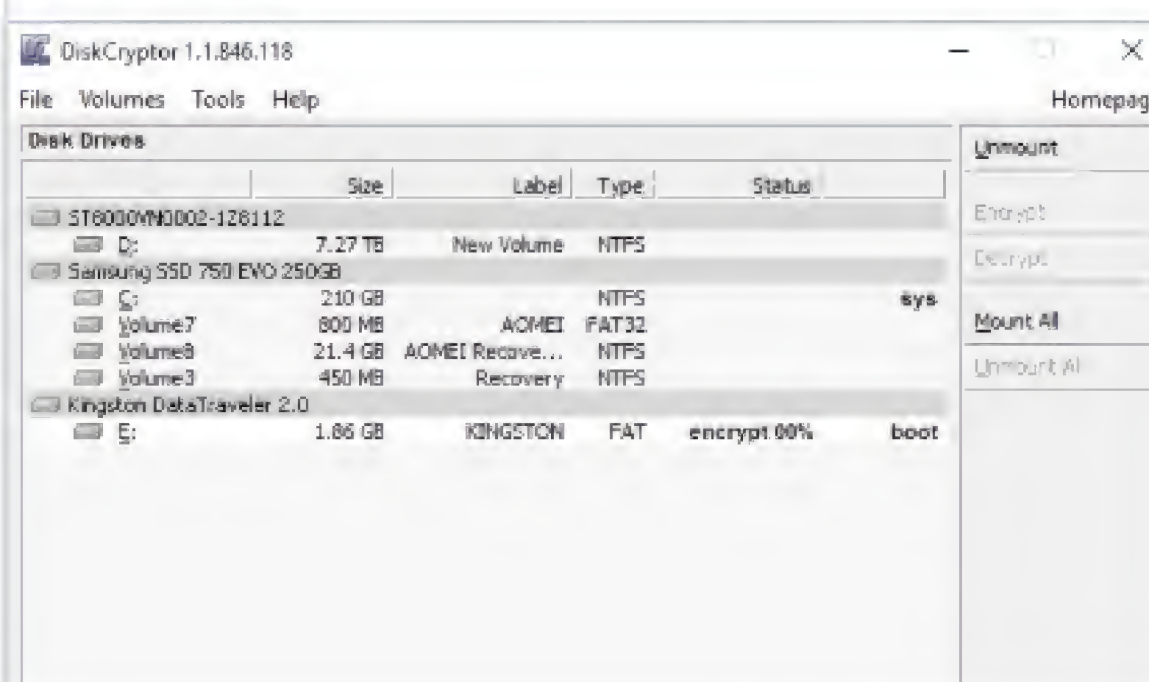 DiskCryptor 1.1.846.118
File Volumes Tools Help Homepag
Disk Drives
Unmount
Size Label Type Status
ST8000VN0002-1Z8112
Encrypt
D: 7.27 TB New Volume NTFS
Decrypt
Samsung SSD 750 EVO 250GB
C: 210 GB NTFS sys
Volume7 800 MB AOMEI FAT32
Mount All
Volume8 21.4 GB AOMEI Recove... NTFS
Unmount All
Volume3 450 MB Recovery NTFS
Kingston DataTraveler 2.0
E: 1.86 GB KINGSTON FAT encrypt 00% boot